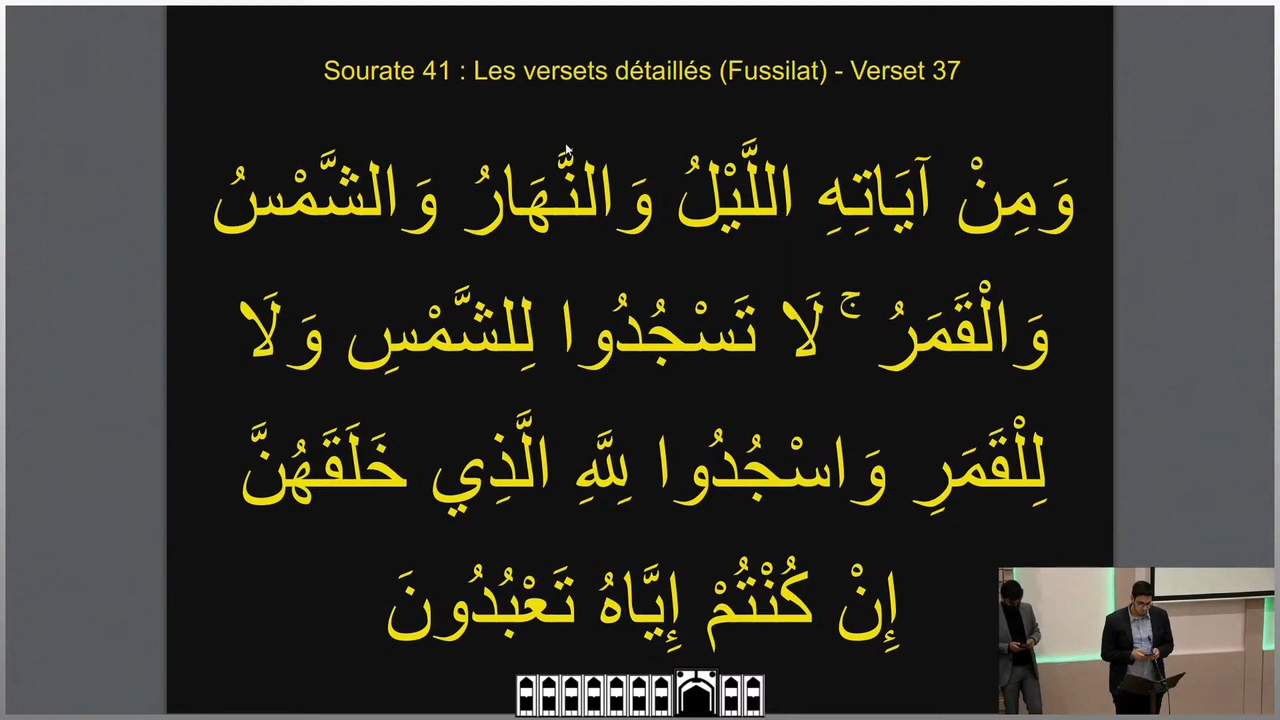 Sourate 41 : Les versets détaillés (Fussilat) - Verset 37
وَمِنْ آيَاتِهِ اللَّيْلُ وَالنَّهَارُ وَالشَّمْسُ
وَالْقَمَرُ ۚ لَا تَسْجُدُوا لِلشَّمْسِ وَلَا
لِلْقَمَرِ وَاسْجُدُوا لِلَّهِ الَّذِي خَلَقَهُنَّ
إِنْ كُنْتُمْ إِيَّاهُ تَعْبُدُونَ